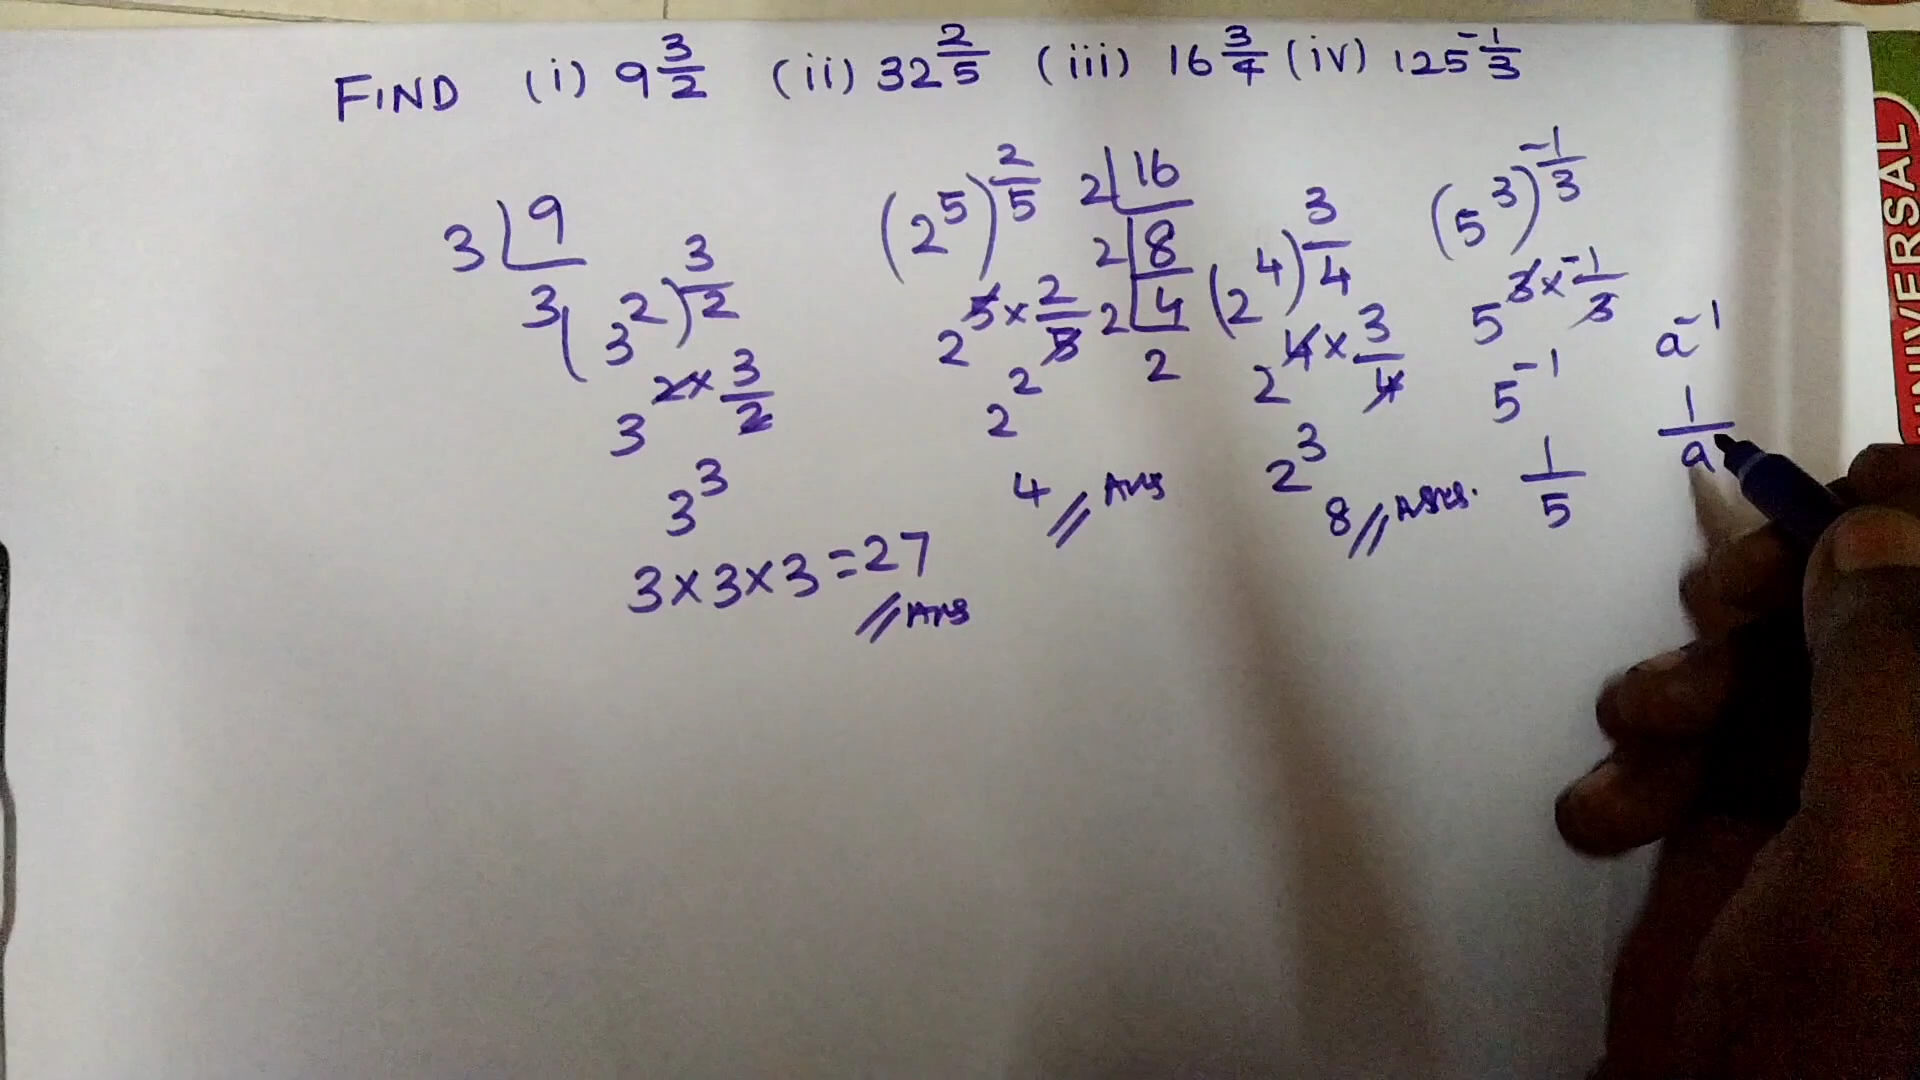 FIND (i) 9^(3/2) (ii) 32^(2/5) (iii) 16^(3/4) (iv) 125^(-1/3)
3 | 9
3
(3^2)^(3/2)
3^(2×3/2)
3^3
3×3×3=27
// Ans
(2^5)^(2/5)
2^(5×2/5)
2^2
4 // Ans
2 | 16
2 | 8
2 | 4
2
(2^4)^(3/4)
2^(4×3/4)
2^3
8 // Ans.
(5^3)^(-1/3)
5^(3×-1/3)
5^-1
1/5
a^-1
1/a
UNIVERSAL